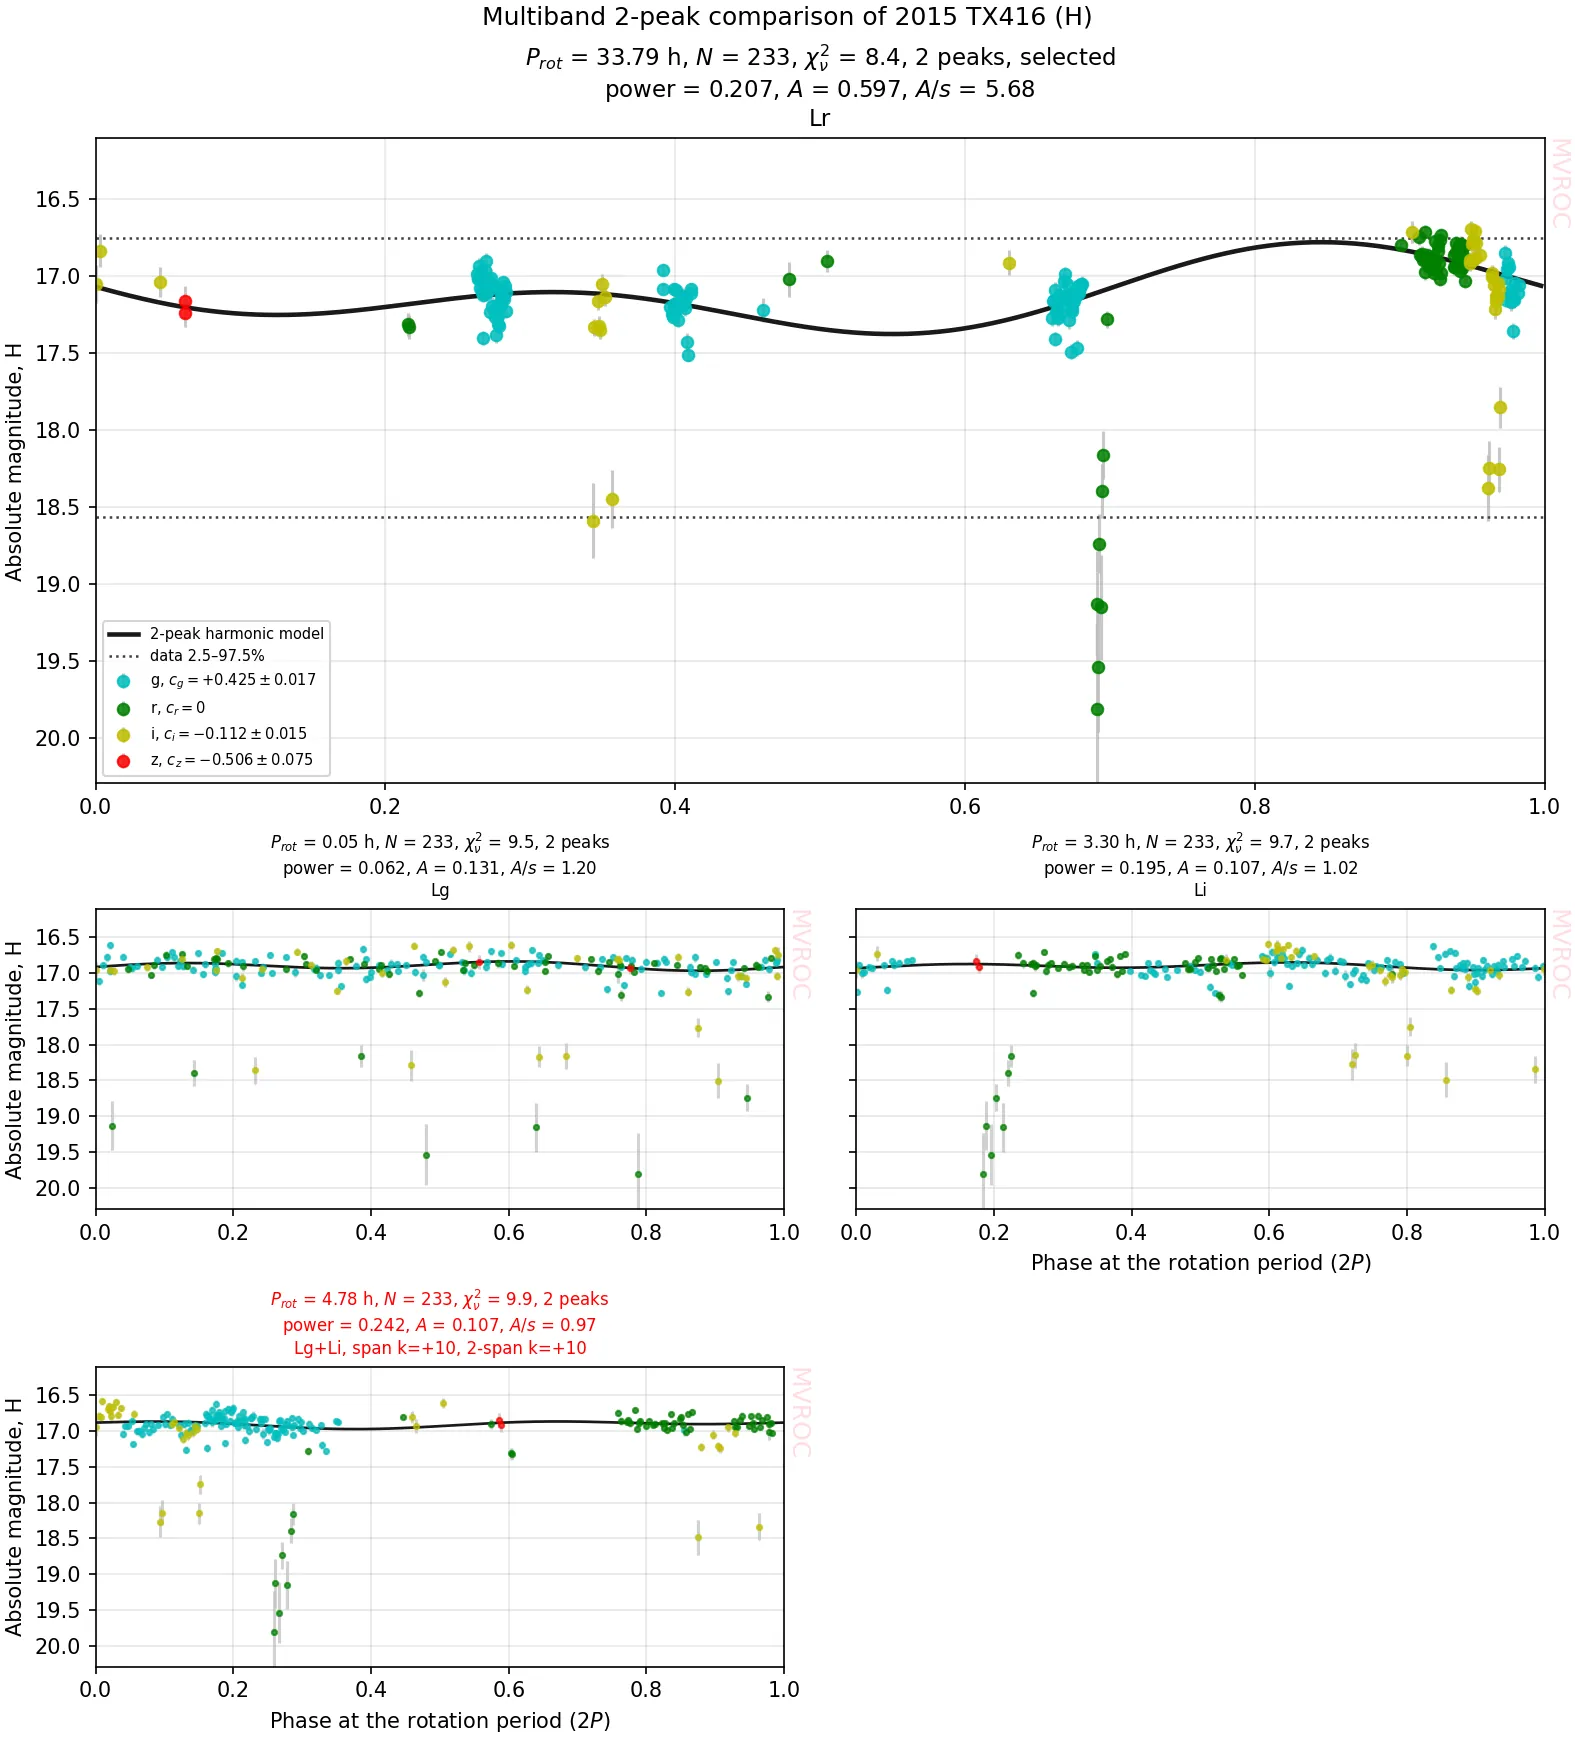 Multiband 2-peak comparison of 2015 TX416 (H)
P_rot = 33.79 h, N = 233, χ²_ν = 8.4, 2 peaks, selected
power = 0.207, A = 0.597, A/s = 5.68
Lr
Absolute magnitude, H
16.5
17.0
17.5
18.0
18.5
19.0
19.5
20.0
2-peak harmonic model
data 2.5–97.5%
g, c_g = +0.425 ± 0.017
r, c_r = 0
i, c_i = −0.112 ± 0.015
z, c_z = −0.506 ± 0.075
0.0 0.2 0.4 0.6 0.8 1.0
MVROC
P_rot = 0.05 h, N = 233, χ²_ν = 9.5, 2 peaks
power = 0.062, A = 0.131, A/s = 1.20
Lg
Absolute magnitude, H
16.5
17.0
17.5
18.0
18.5
19.0
19.5
20.0
0.0 0.2 0.4 0.6 0.8 1.0
MVROC
P_rot = 3.30 h, N = 233, χ²_ν = 9.7, 2 peaks
power = 0.195, A = 0.107, A/s = 1.02
Li
0.0 0.2 0.4 0.6 0.8 1.0
Phase at the rotation period (2P)
MVROC
P_rot = 4.78 h, N = 233, χ²_ν = 9.9, 2 peaks
power = 0.242, A = 0.107, A/s = 0.97
Lg+Li, span k=+10, 2-span k=+10
Absolute magnitude, H
16.5
17.0
17.5
18.0
18.5
19.0
19.5
20.0
0.0 0.2 0.4 0.6 0.8 1.0
Phase at the rotation period (2P)
MVROC